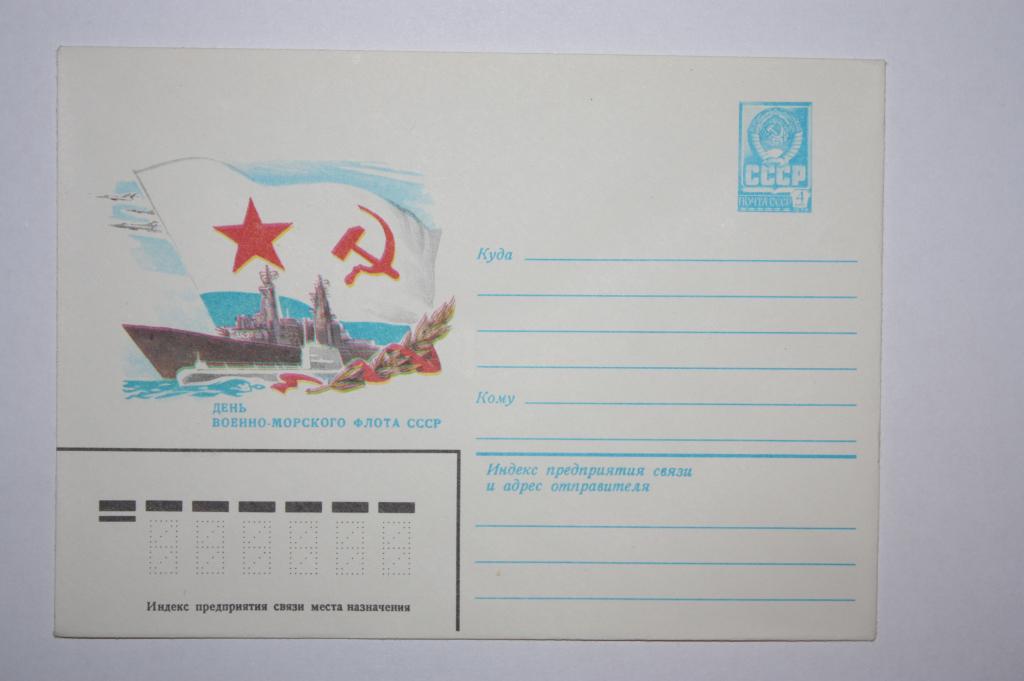 СССР
ПОЧТА СССР 4
Куда
Кому
ДЕНЬ
ВОЕННО-МОРСКОГО ФЛОТА СССР
Индекс предприятия связи
и адрес отправителя
Индекс предприятия связи места назначения